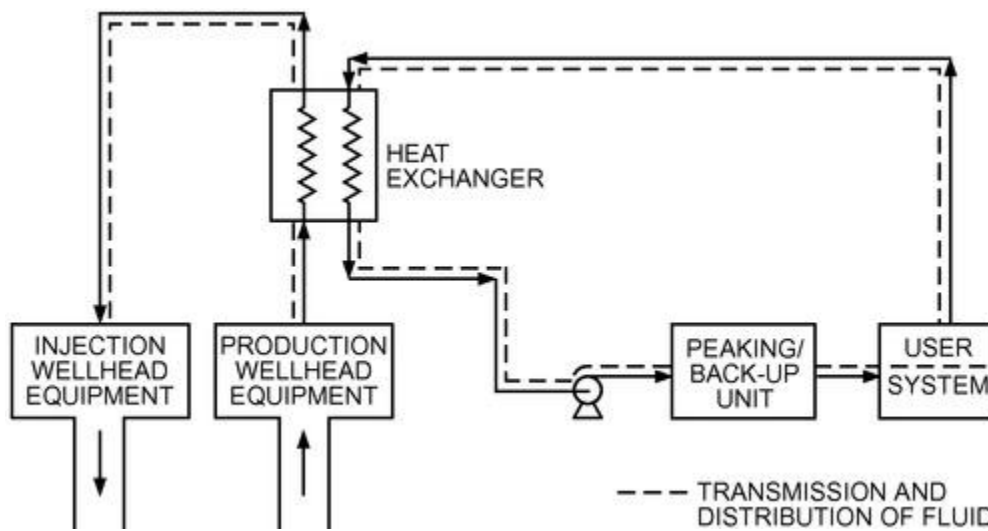 HEAT
EXCHANGER
INJECTION
WELLHEAD
EQUIPMENT
PRODUCTION
WELLHEAD
EQUIPMENT
PEAKING/
BACK-UP
UNIT
USER
SYSTEM
TRANSMISSION AND
DISTRIBUTION OF FLUID